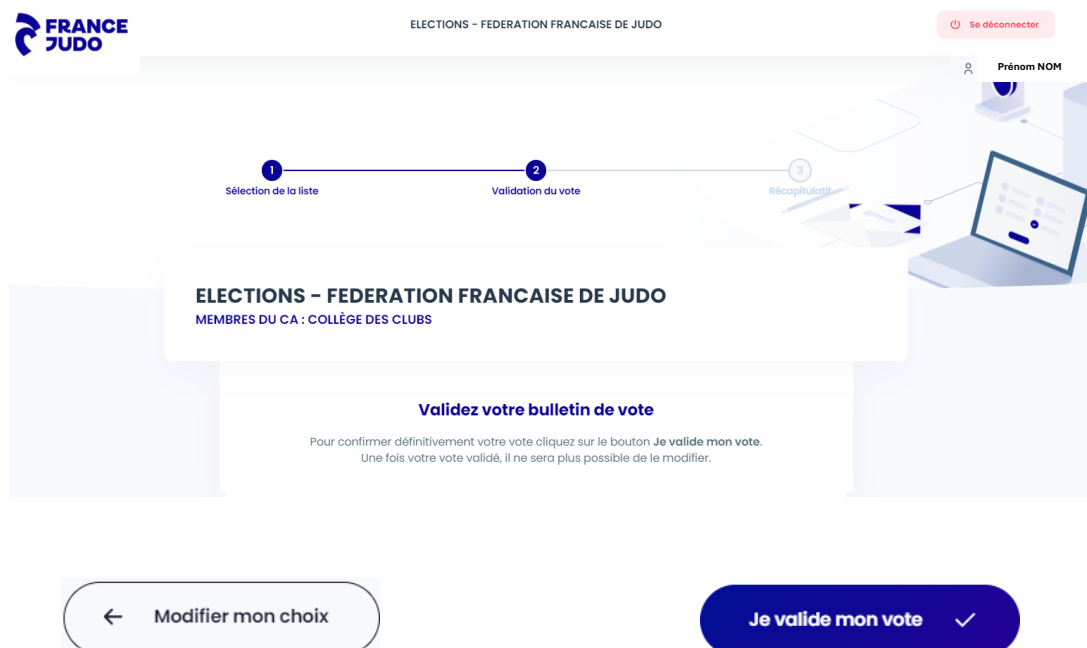 FRANCE
JUDO
ELECTIONS - FEDERATION FRANCAISE DE JUDO
Se déconnecter
Prénom NOM
1
2
3
Sélection de la liste
Validation du vote
Récapitulatif
ELECTIONS - FEDERATION FRANCAISE DE JUDO
MEMBRES DU CA : COLLÈGE DES CLUBS
Validez votre bulletin de vote
Pour confirmer définitivement votre vote cliquez sur le bouton Je valide mon vote.
Une fois votre vote validé, il ne sera plus possible de le modifier.
Modifier mon choix
Je valide mon vote